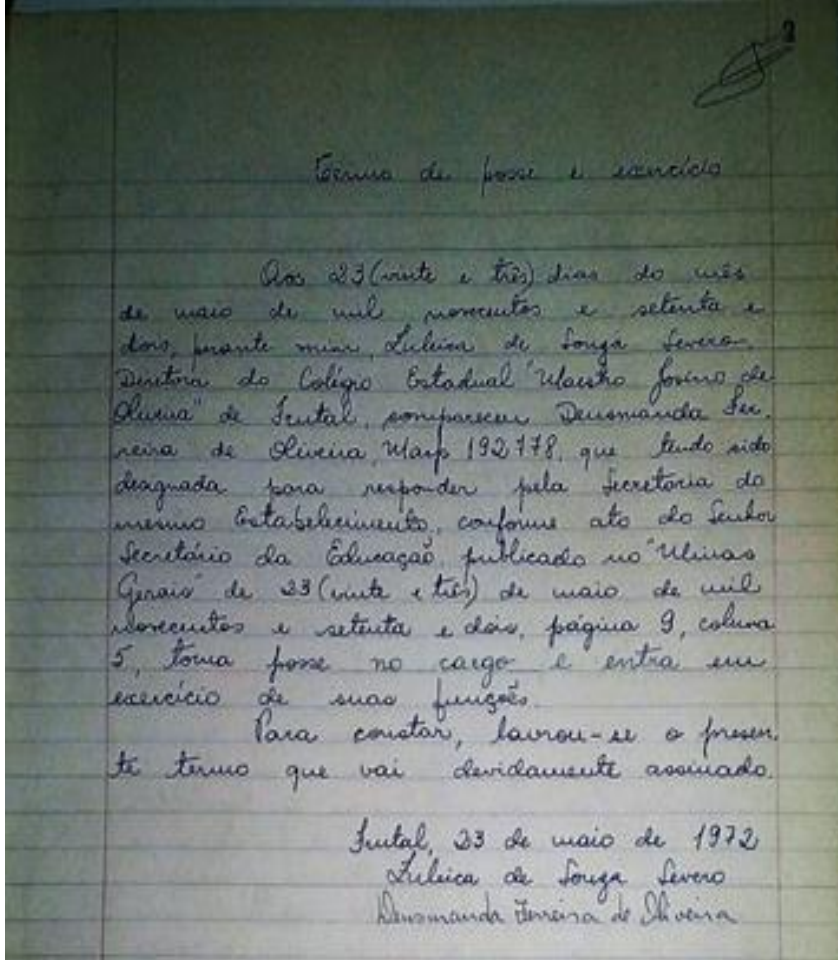 2
Termo de posse e exercício
Aos 23 (vinte e três) dias do mês
de maio de mil novecentos e setenta e
dois, perante mim, Zuleica de Souza Severo,
Diretora do Colégio Estadual "Maestro Josino de
Oliveira" de Frutal, compareceu Deusmanda Fer-
reira de Oliveira, Masp 192778, que tendo sido
designada para responder pela Secretaria do
mesmo Estabelecimento, conforme ato do Senhor
Secretário da Educação, publicado no "Minas
Gerais" de 23 (vinte e três) de maio de mil
novecentos e setenta e dois, página 9, coluna
5, toma posse no cargo e entra em
exercício de suas funções.
Para constar, lavrou-se o presen-
te termo que vai devidamente assinado.
Frutal, 23 de maio de 1972
Zuleica de Souza Severo
Deusmanda Ferreira de Oliveira